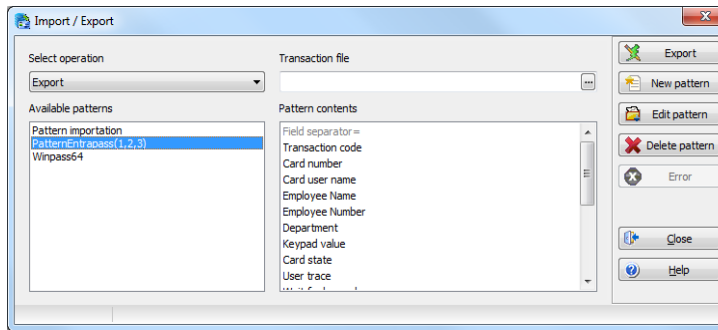 Import / Export
Select operation
Transaction file
Export
...
Available patterns
Pattern contents
Pattern importation
PatternEntrapass(1,2,3)
Winpass64
Field separator=
Transaction code
Card number
Card user name
Employee Name
Employee Number
Department
Keypad value
Card state
User trace
Export
New pattern
Edit pattern
Delete pattern
Error
Close
Help